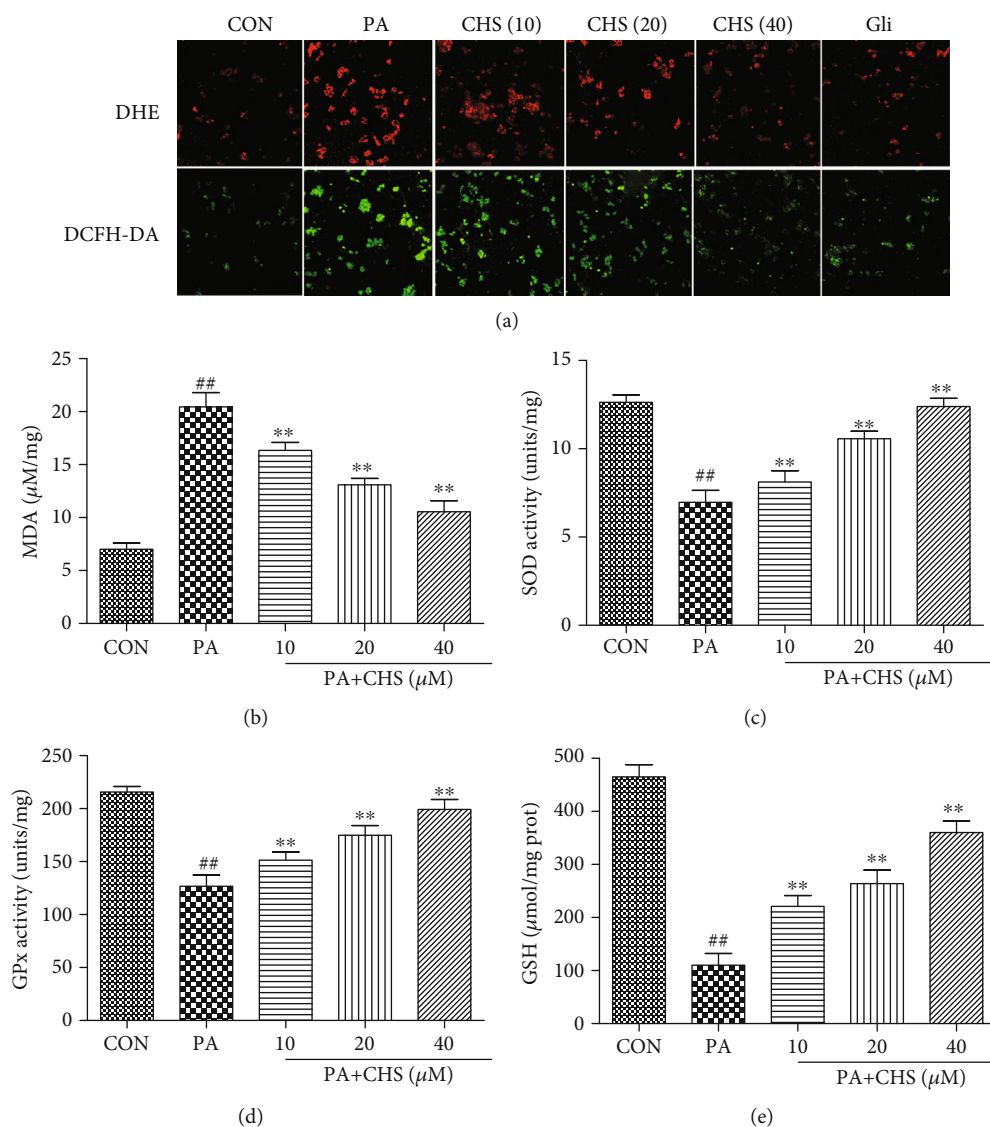 CON PA CHS (10) CHS (20) CHS (40) Gli
DHE
DCFH-DA
(a)
MDA (μM/mg)
25
20
15
10
5
0
##
**
**
**
CON PA 10 20 40
PA+CHS (μM)
(b)
SOD activity (units/mg)
15
10
5
0
##
**
**
**
CON PA 10 20 40
PA+CHS (μM)
(c)
GPx activity (units/mg)
250
200
150
100
50
0
##
**
**
**
CON PA 10 20 40
PA+CHS (μM)
(d)
GSH (μmol/mg prot)
500
400
300
200
100
0
##
**
**
**
CON PA 10 20 40
PA+CHS (μM)
(e)